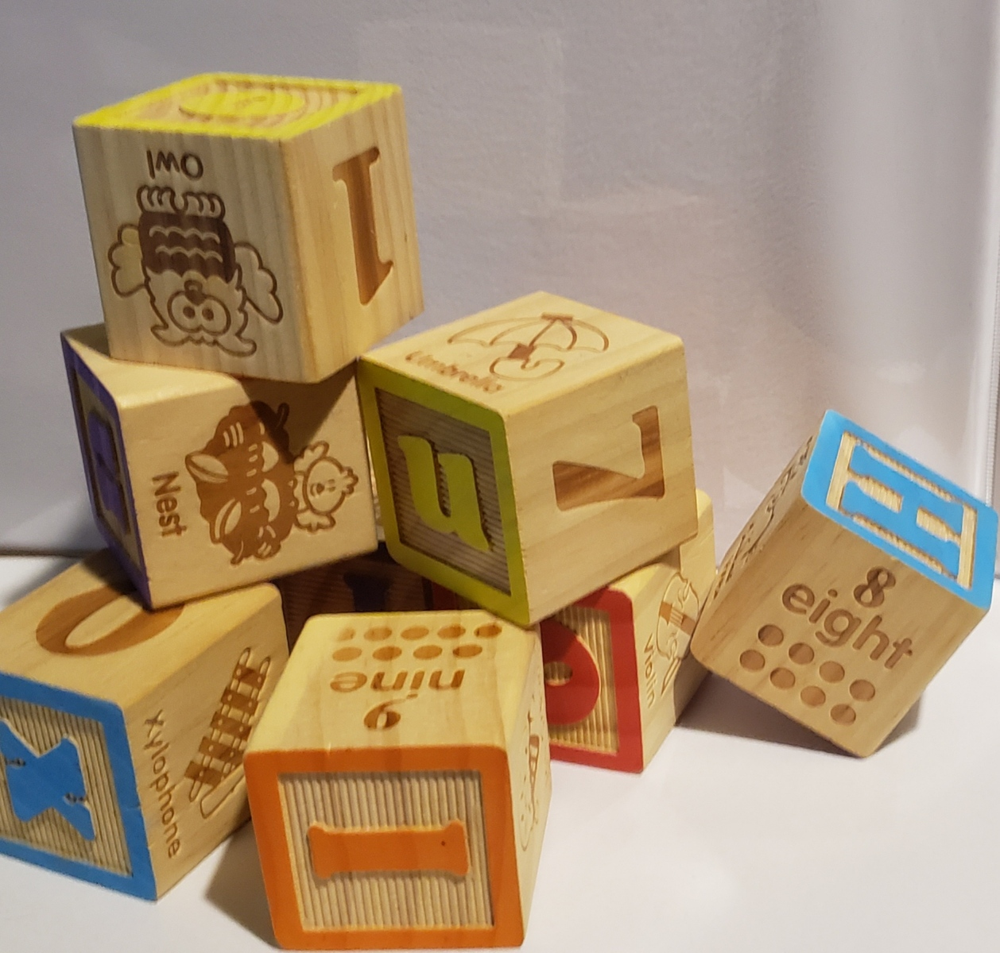 Owl
I
Umbrella
u
7
Nest
H
8
eight
Xylophone
X
nine
9
I
Violin